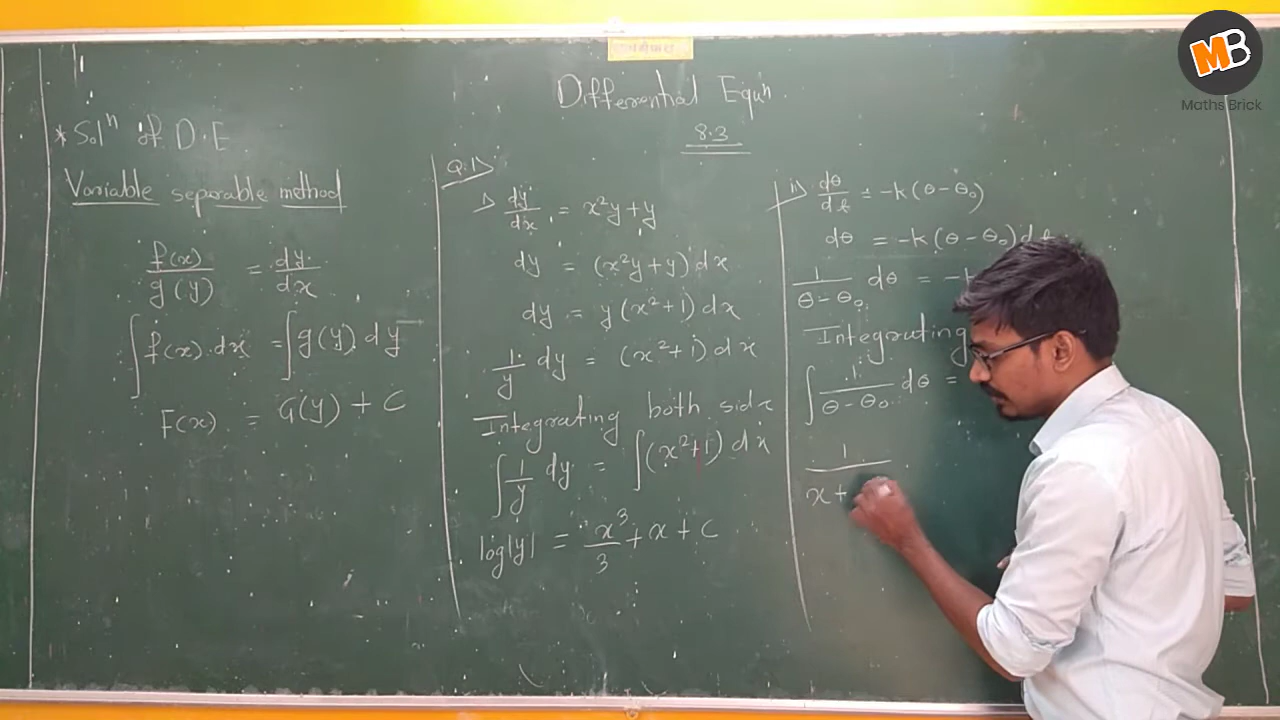 MB
Maths Brick
Differential Equⁿ.
8.3
* Solⁿ of D.E.
Variable separable method
f(x)/g(y) = dy/dx
∫f(x).dx = ∫g(y).dy
F(x) = G(y) + C
Q.1>
i> dy/dx = x²y+y
dy = (x²y+y) dx
dy = y(x²+1) dx
1/y dy = (x²+1) dx
Integrating both side
∫1/y dy = ∫(x²+1) dx
log|y| = x³/3 + x + C
ii> dθ/dt = -k(θ-θ₀)
dθ = -k(θ-θ₀)dt
1/(θ-θ₀) dθ = -k
Integrating
∫1/(θ-θ₀) dθ =
1/(x+